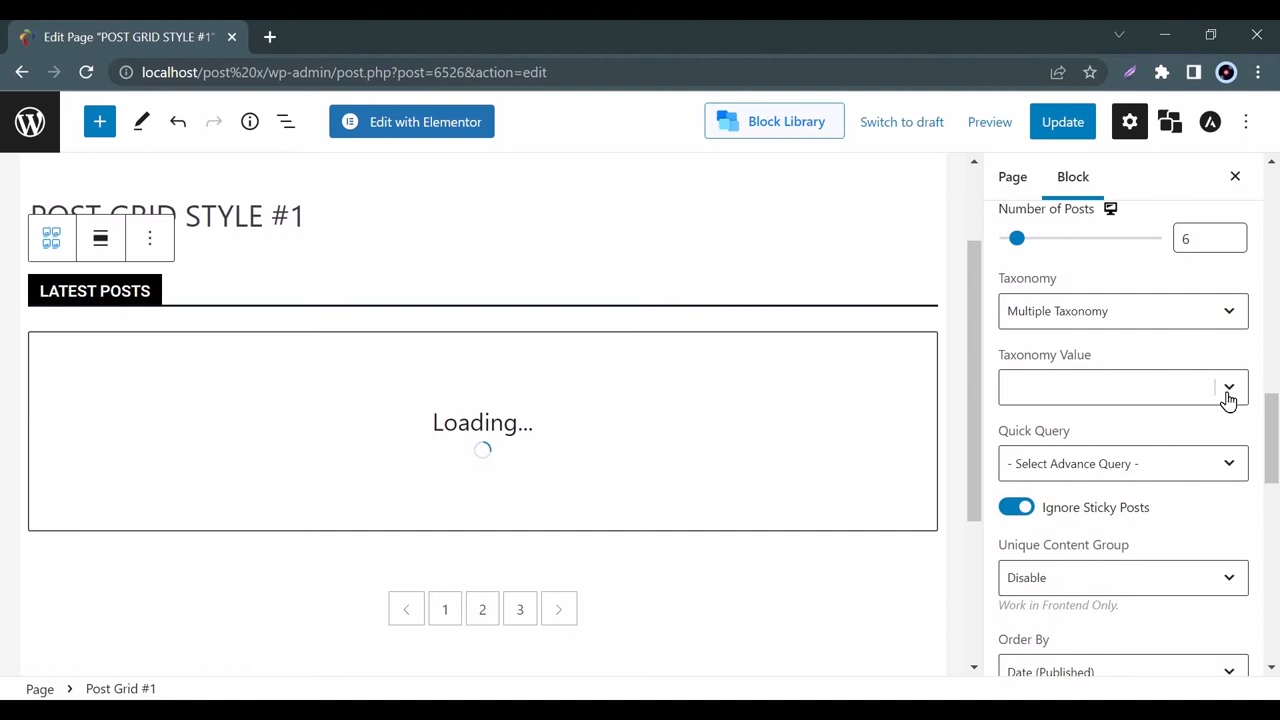 Edit Page "POST GRID STYLE #1"
localhost/post%20x/wp-admin/post.php?post=6526&action=edit
Edit with Elementor
Block Library
Switch to draft
Preview
Update
POST GRID STYLE #1
LATEST POSTS
Loading...
1
2
3
Page
Block
Number of Posts
6
Taxonomy
Multiple Taxonomy
Taxonomy Value
Quick Query
- Select Advance Query -
Ignore Sticky Posts
Unique Content Group
Disable
Work in Frontend Only.
Order By
Date (Published)
Page
Post Grid #1